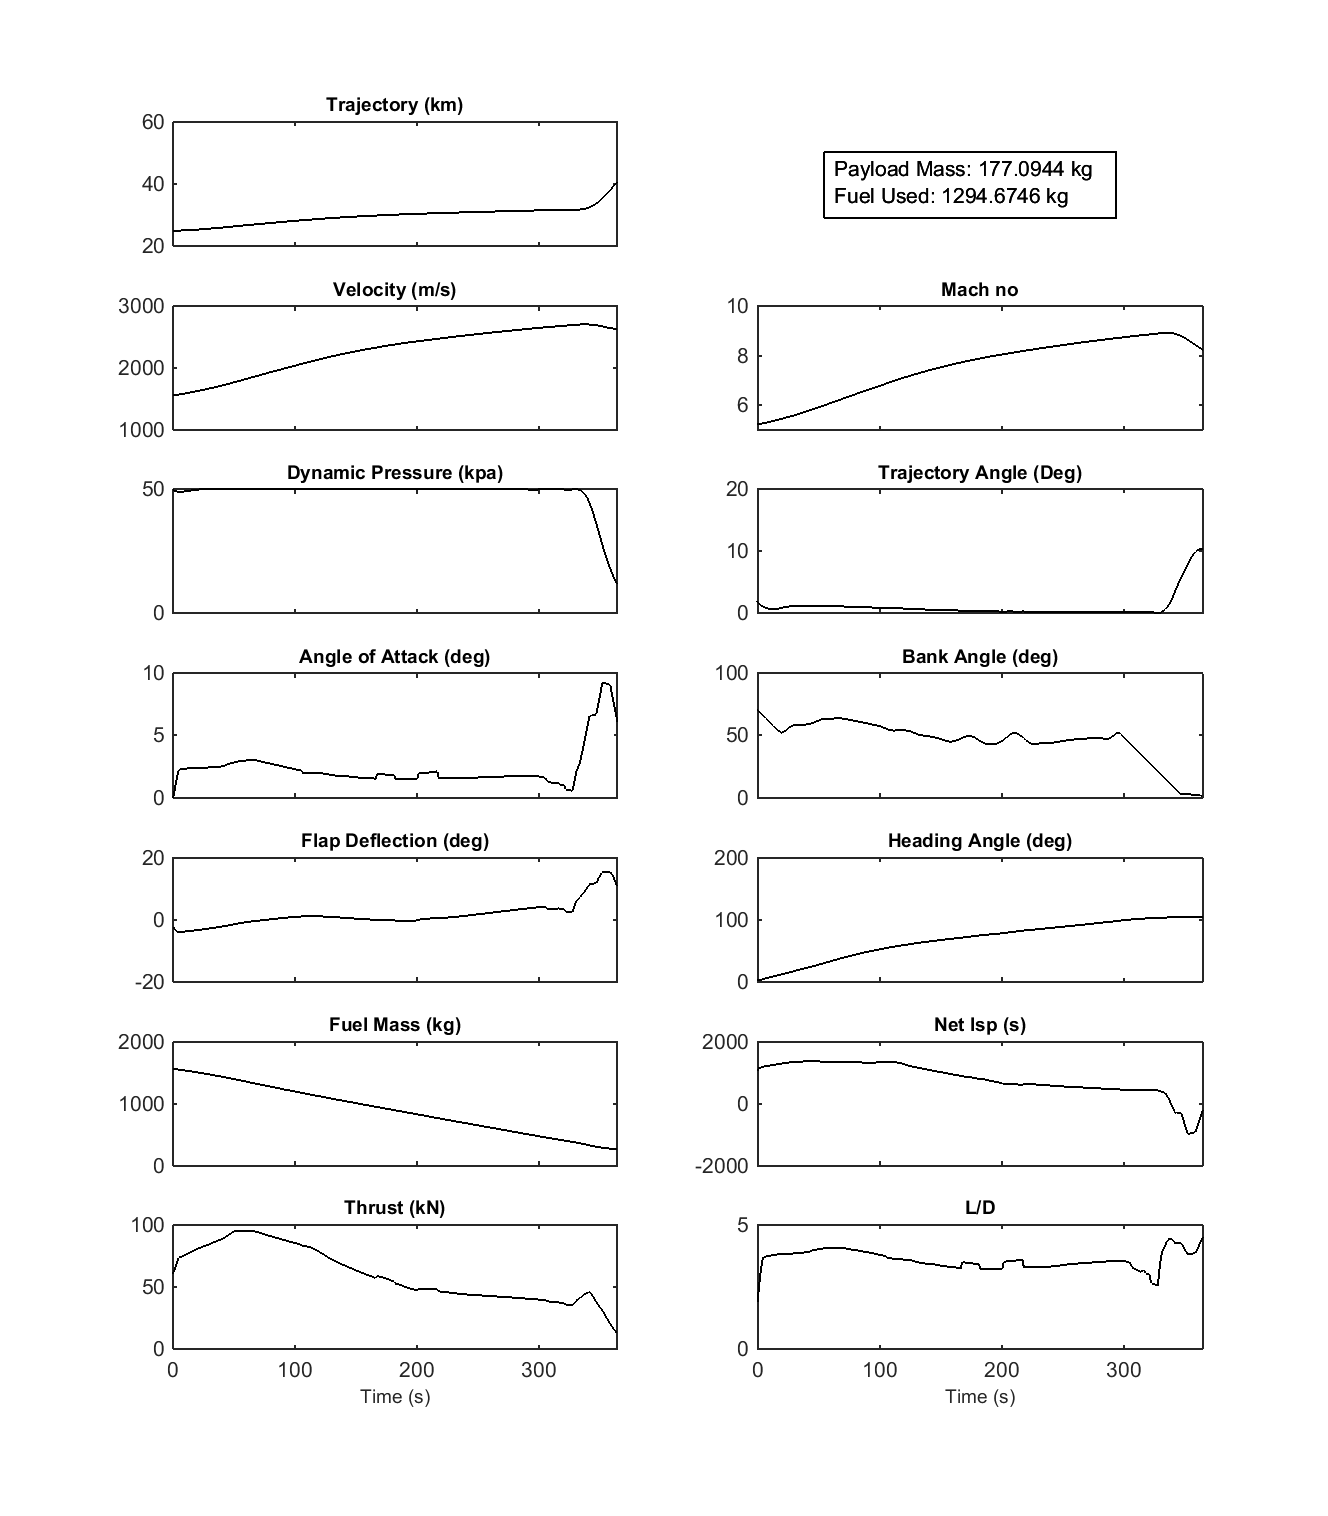 Trajectory (km)
60
40
20
Payload Mass: 177.0944 kg
Fuel Used: 1294.6746 kg
Velocity (m/s)
3000
2000
1000
Mach no
10
8
6
Dynamic Pressure (kpa)
50
0
Trajectory Angle (Deg)
20
10
0
Angle of Attack (deg)
10
5
0
Bank Angle (deg)
100
50
0
Flap Deflection (deg)
20
0
-20
Heading Angle (deg)
200
100
0
Fuel Mass (kg)
2000
1000
0
Net Isp (s)
2000
0
-2000
Thrust (kN)
100
50
0
0 100 200 300
Time (s)
L/D
5
0
0 100 200 300
Time (s)